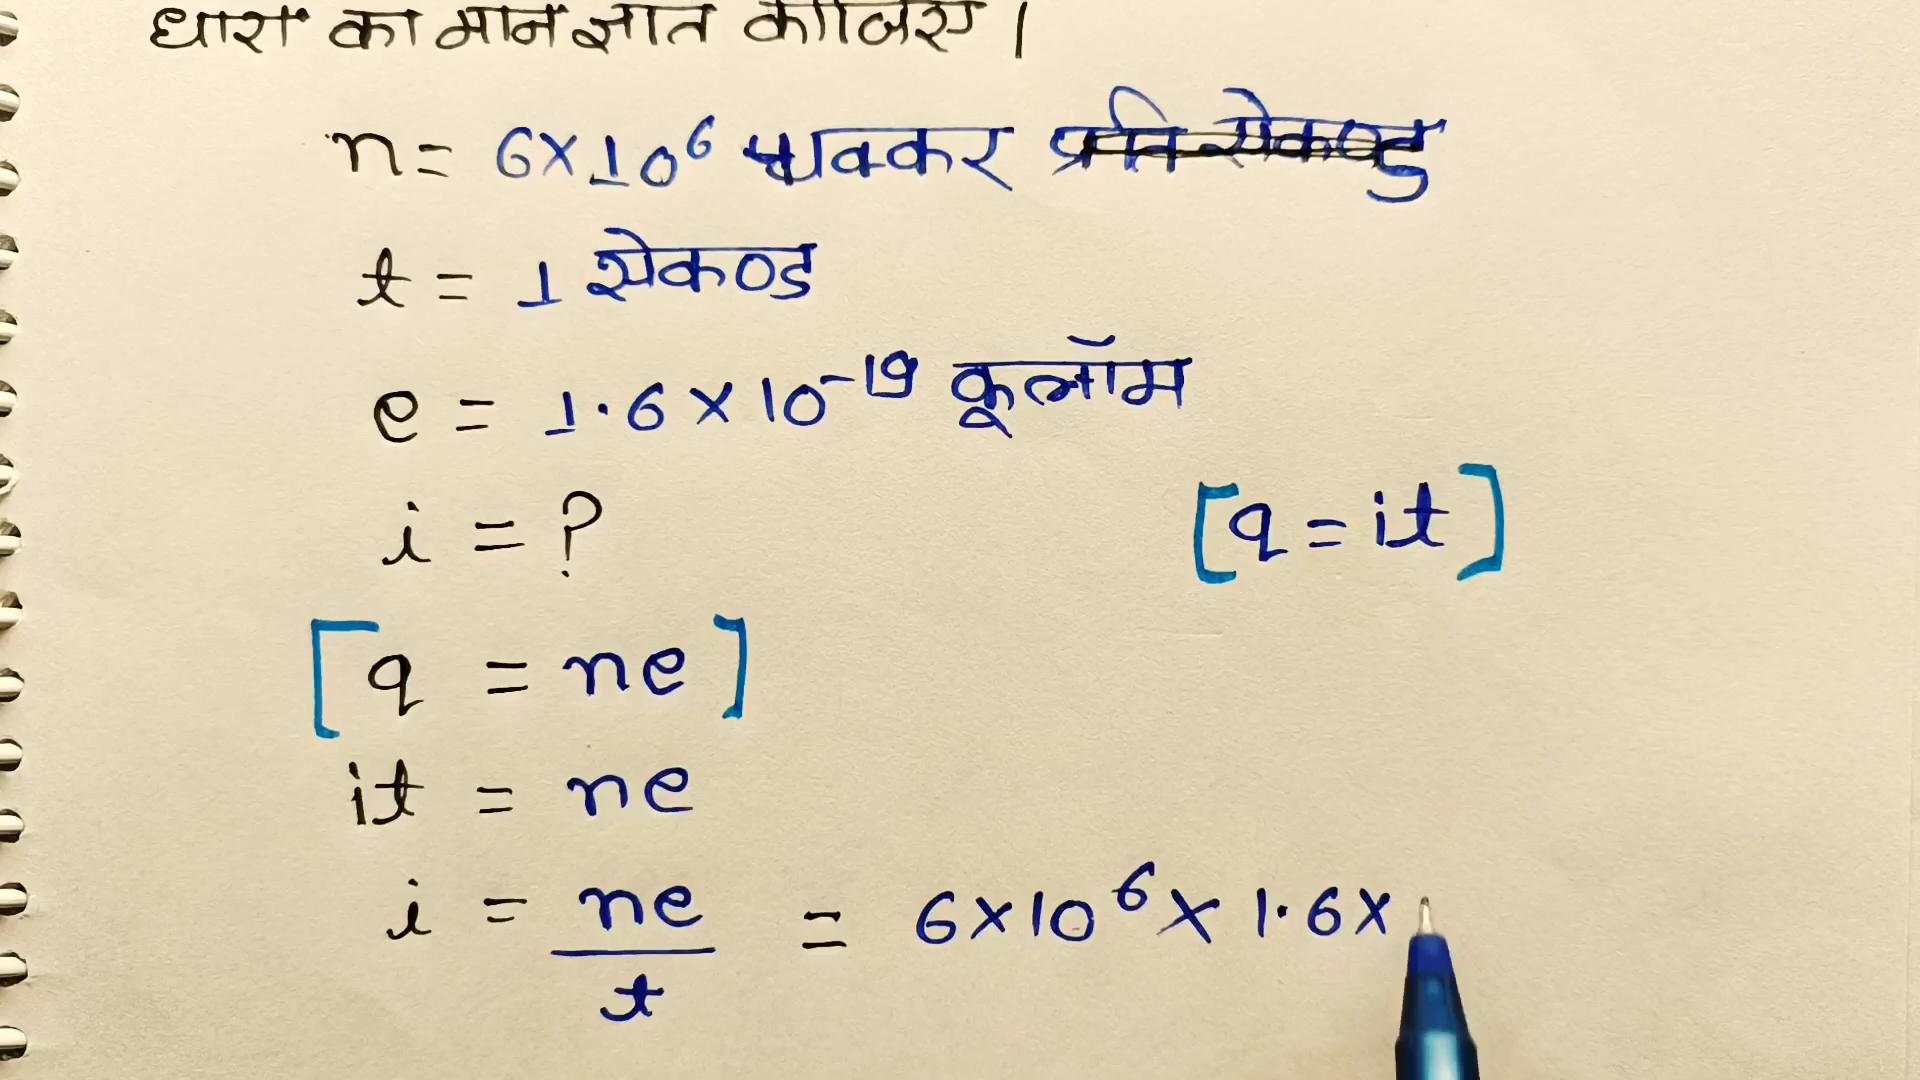 धारा का मान ज्ञात कीजिए।
n = 6×10⁶ चक्कर प्रति सेकण्ड
t = 1 सेकण्ड
e = 1.6×10⁻¹⁹ कूलॉम
i = ? [q = it]
[q = ne]
it = ne
i = ne/t = 6×10⁶× 1.6×